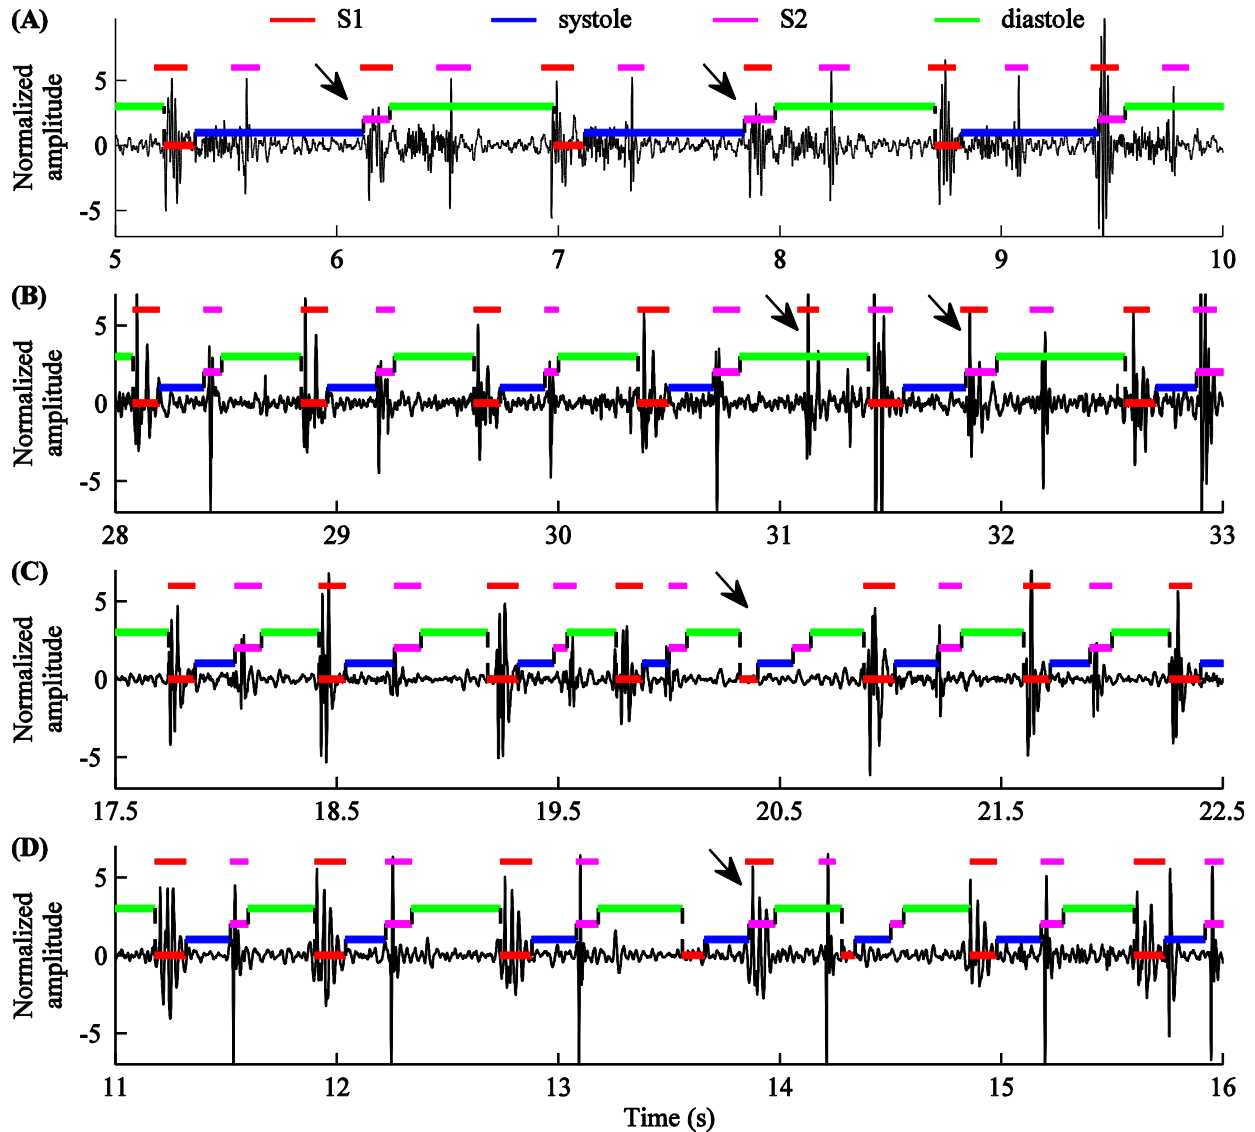 (A) S1 systole S2 diastole
Normalized
amplitude
5
0
-5
5 6 7 8 9 10
(B)
Normalized
amplitude
5
0
-5
28 29 30 31 32 33
(C)
Normalized
amplitude
5
0
-5
17.5 18.5 19.5 20.5 21.5 22.5
(D)
Normalized
amplitude
5
0
-5
11 12 13 14 15 16
Time (s)